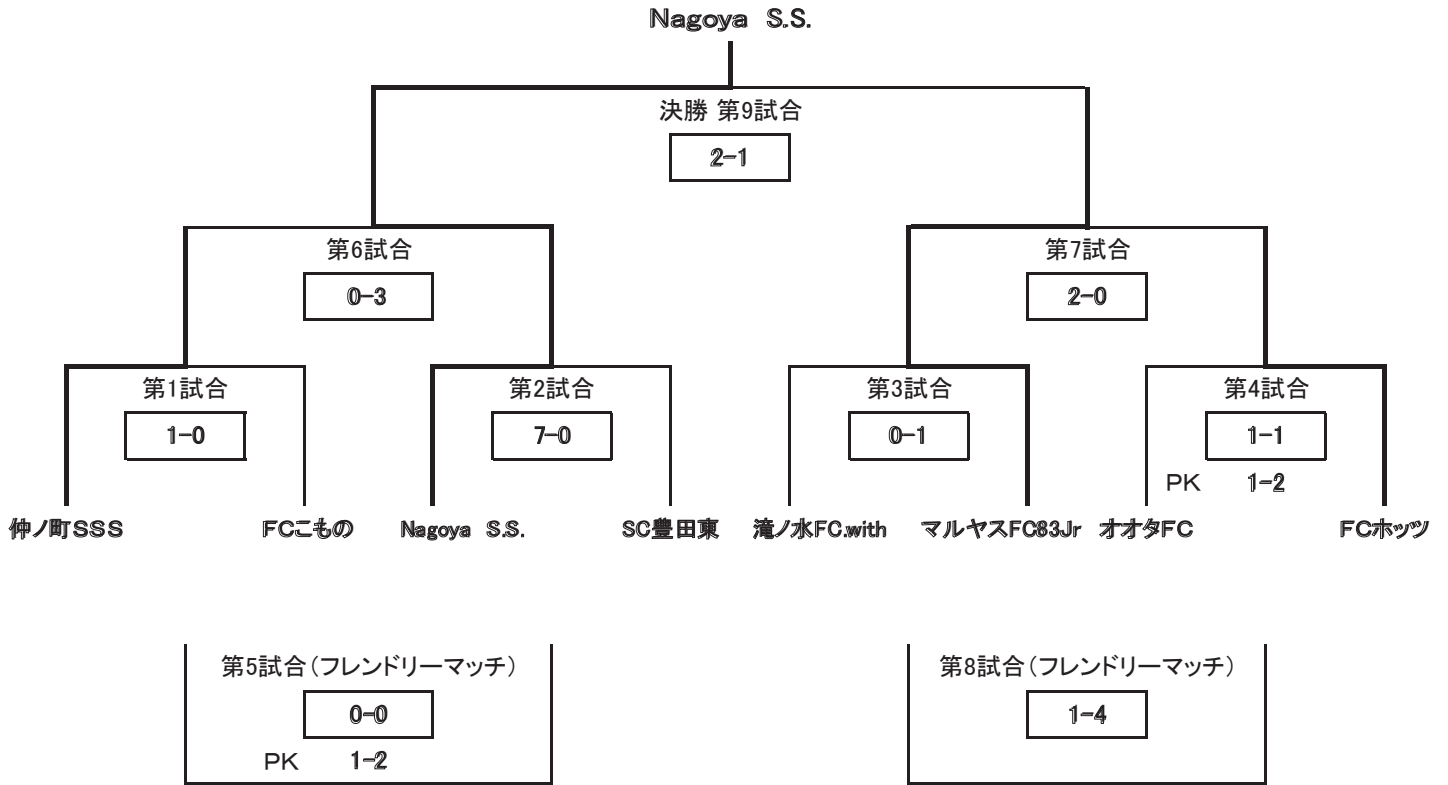 Nagoya S.S.
決勝 第9試合
2-1
第6試合
第7試合
0-3
2-0
第1試合
第2試合
第3試合
第4試合
1-0
7-0
0-1
1-1
PK 1-2
仲ノ町SSS
FCこもの
Nagoya S.S.
SC豊田東
滝ノ水FC.with
マルヤスFC83Jr
オオタFC
FCホッツ
第5試合(フレンドリーマッチ)
第8試合(フレンドリーマッチ)
0-0
1-4
PK 1-2